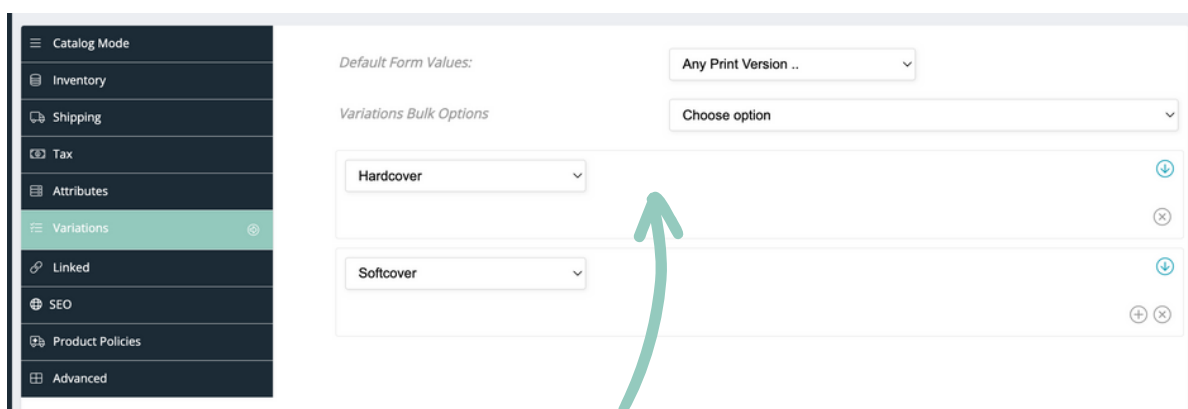 Catalog Mode
Inventory
Shipping
Tax
Attributes
Variations
Linked
SEO
Product Policies
Advanced
Default Form Values:
Any Print Version ..
Variations Bulk Options
Choose option
Hardcover
Softcover